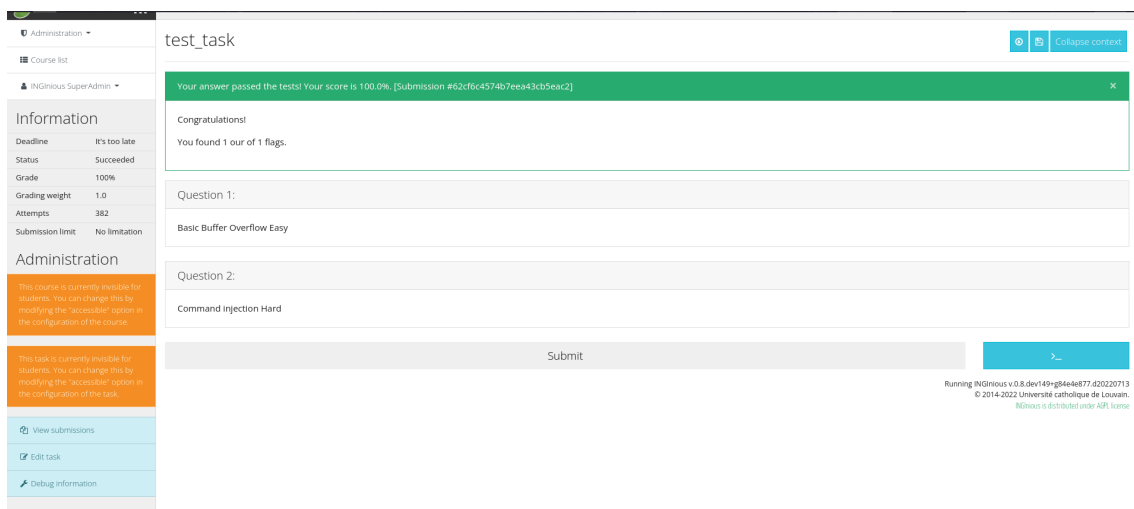 Administration
Course list
INGInious SuperAdmin
Information
Deadline It's too late
Status Succeeded
Grade 100%
Grading weight 1.0
Attempts 382
Submission limit No limitation
Administration
This course is currently invisible for
students. You can change this by
modifying the "accessible" option in
the configuration of the course.
This task is currently invisible for
students. You can change this by
modifying the "accessible" option in
the configuration of the task.
View submissions
Edit task
Debug information
test_task
Collapse context
Your answer passed the tests! Your score is 100.0%. [Submission #62cf6c4574b7eea43cb5eac2]
×
Congratulations!
You found 1 our of 1 flags.
Question 1:
Basic Buffer Overflow Easy
Question 2:
Command injection Hard
Submit
>_
Running INGInious v.0.8.dev149+g84e4e877.d20220713
© 2014-2022 Université catholique de Louvain.
INGInious is distributed under AGPL license